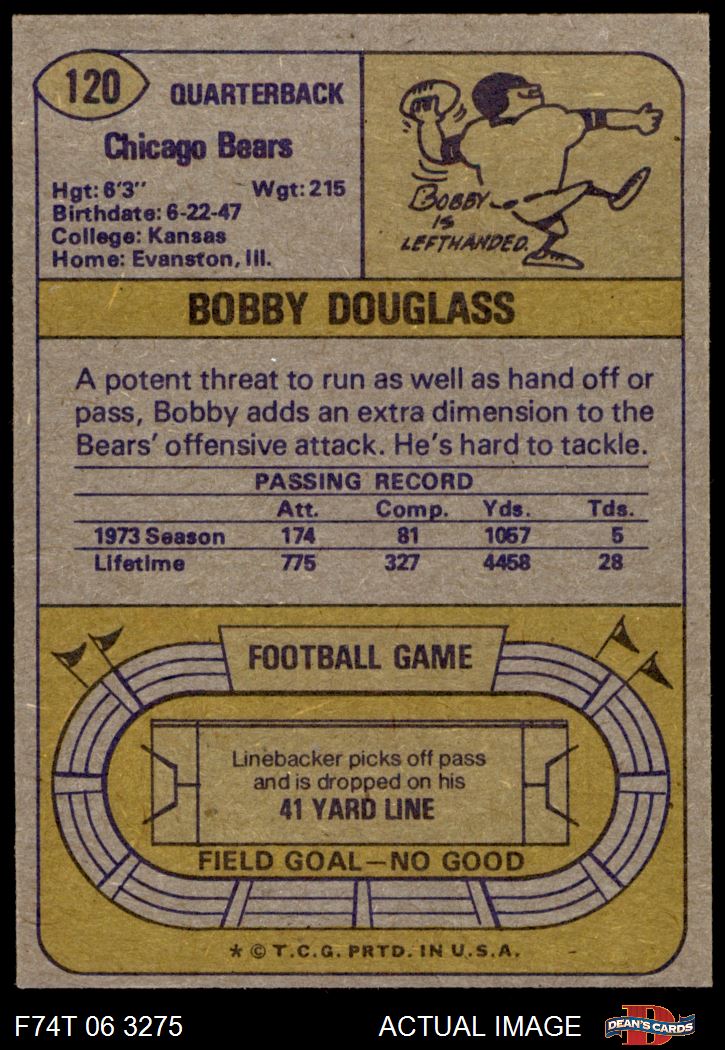 120
QUARTERBACK
Chicago Bears
Hgt: 6'3" Wgt: 215
Birthdate: 6-22-47
College: Kansas
Home: Evanston, Ill.
BOBBY
IS
LEFTHANDED.
BOBBY DOUGLASS
A potent threat to run as well as hand off or
pass, Bobby adds an extra dimension to the
Bears' offensive attack. He's hard to tackle.
PASSING RECORD
Att. Comp. Yds. Tds.
1973 Season 174 81 1057 5
Lifetime 775 327 4458 28
FOOTBALL GAME
Linebacker picks off pass
and is dropped on his
41 YARD LINE
FIELD GOAL—NO GOOD
* © T.C.G. PRTD. IN U.S.A.
F74T 06 3275 ACTUAL IMAGE
D
DEAN'S CARDS